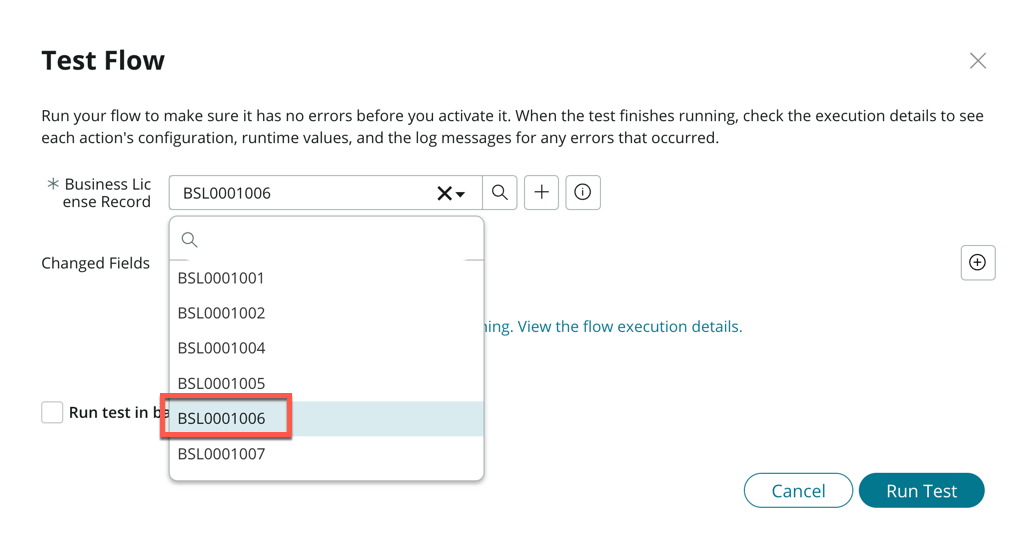 Test Flow
Run your flow to make sure it has no errors before you activate it. When the test finishes running, check the execution details to see
each action's configuration, runtime values, and the log messages for any errors that occurred.
Business Lic
ense Record
BSL0001006
Changed Fields
BSL0001001
BSL0001002
ning. View the flow execution details.
BSL0001004
BSL0001005
Run test in ba
BSL0001006
BSL0001007
Cancel
Run Test